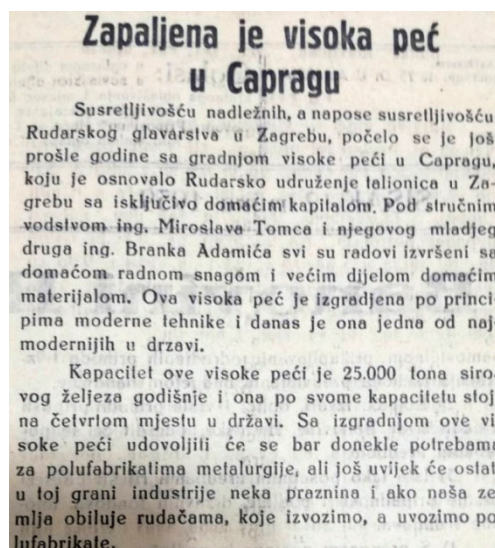 Zapaljena je visoka peć
u Capragu
Susretljivošću nadležnih, a napose susretljivošću
Rudarskog glavarstva u Zagrebu, počelo se je još
prošle godine sa gradnjom visoke peći u Capragu,
koju je osnovalo Rudarsko udruženje talionica u Za-
grebu sa isključivo domaćim kapitalom. Pod stručnim
vodstvom ing. Miroslava Tomca i njegovog mladjeg
druga ing. Branka Adamića svi su radovi izvršeni sa
domaćom radnom snagom i većim dijelom domaćim
materijalom. Ova visoka peć je izgradjena po princi-
pima moderne tehnike i danas je ona jedna od naj-
modernijih u drzavi.
Kapacitet ove visoke peći je 25.000 tona siro-
vog željeza godišnje i ona po svome kapacitetu stoj
na četvrtom mjestu u državi. Sa izgradnjom ove vi
soke peći udovoljiti će se bar donekle potrebama
za polufabrikatima metalurgije, ali još uvijek će ostat
u toj grani industrije neka praznina i ako naša ze
mlja obiluje rudačama, koje izvozimo, a uvozimo po
lufabrikate.